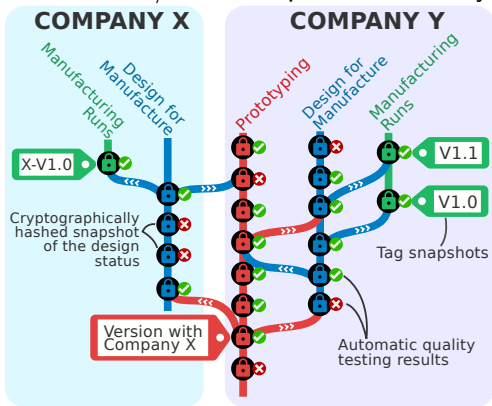 COMPANY X
COMPANY Y
Manufacturing
Runs
Design for
Manufacture
Prototyping
Design for
Manufacture
Manufacturing
Runs
X-V1.0
V1.1
V1.0
Cryptographically
hashed snapshot
of the design
status
Tag snapshots
Version with
Company X
Automatic quality
testing results